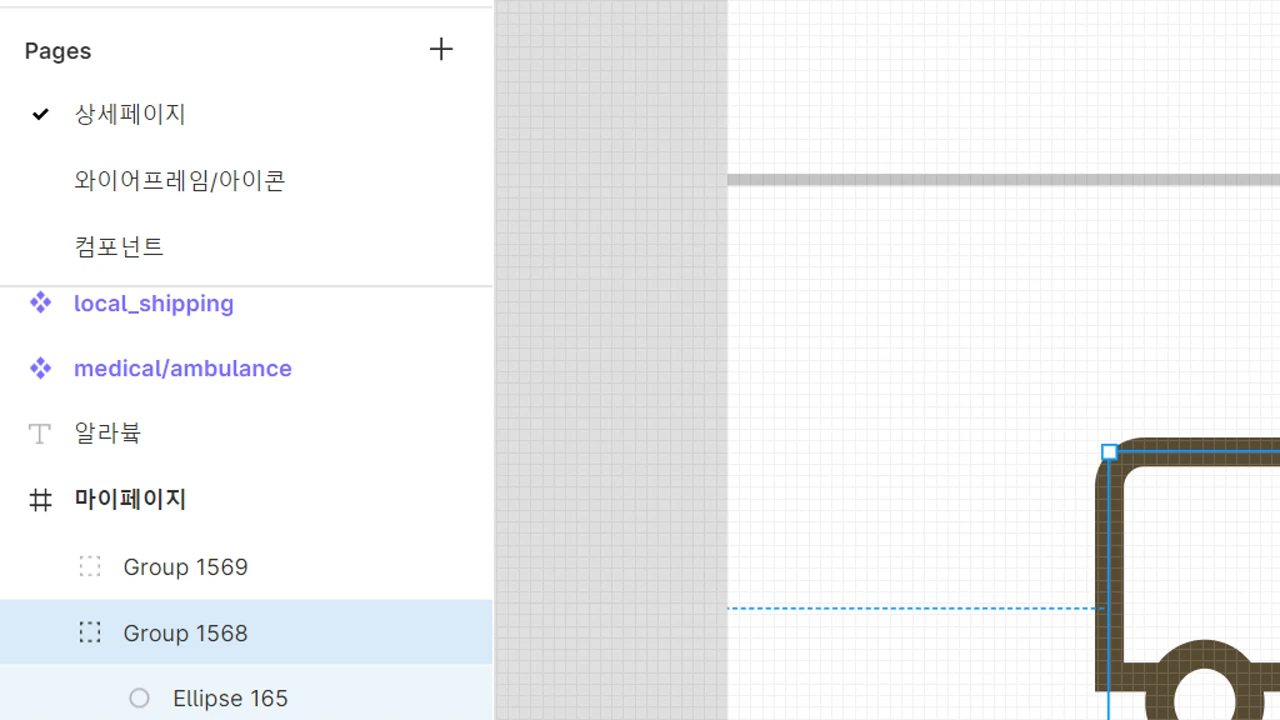 Pages
상세페이지
와이어프레임/아이콘
컴포넌트
local_shipping
medical/ambulance
알라뷰
마이페이지
Group 1569
Group 1568
Ellipse 165